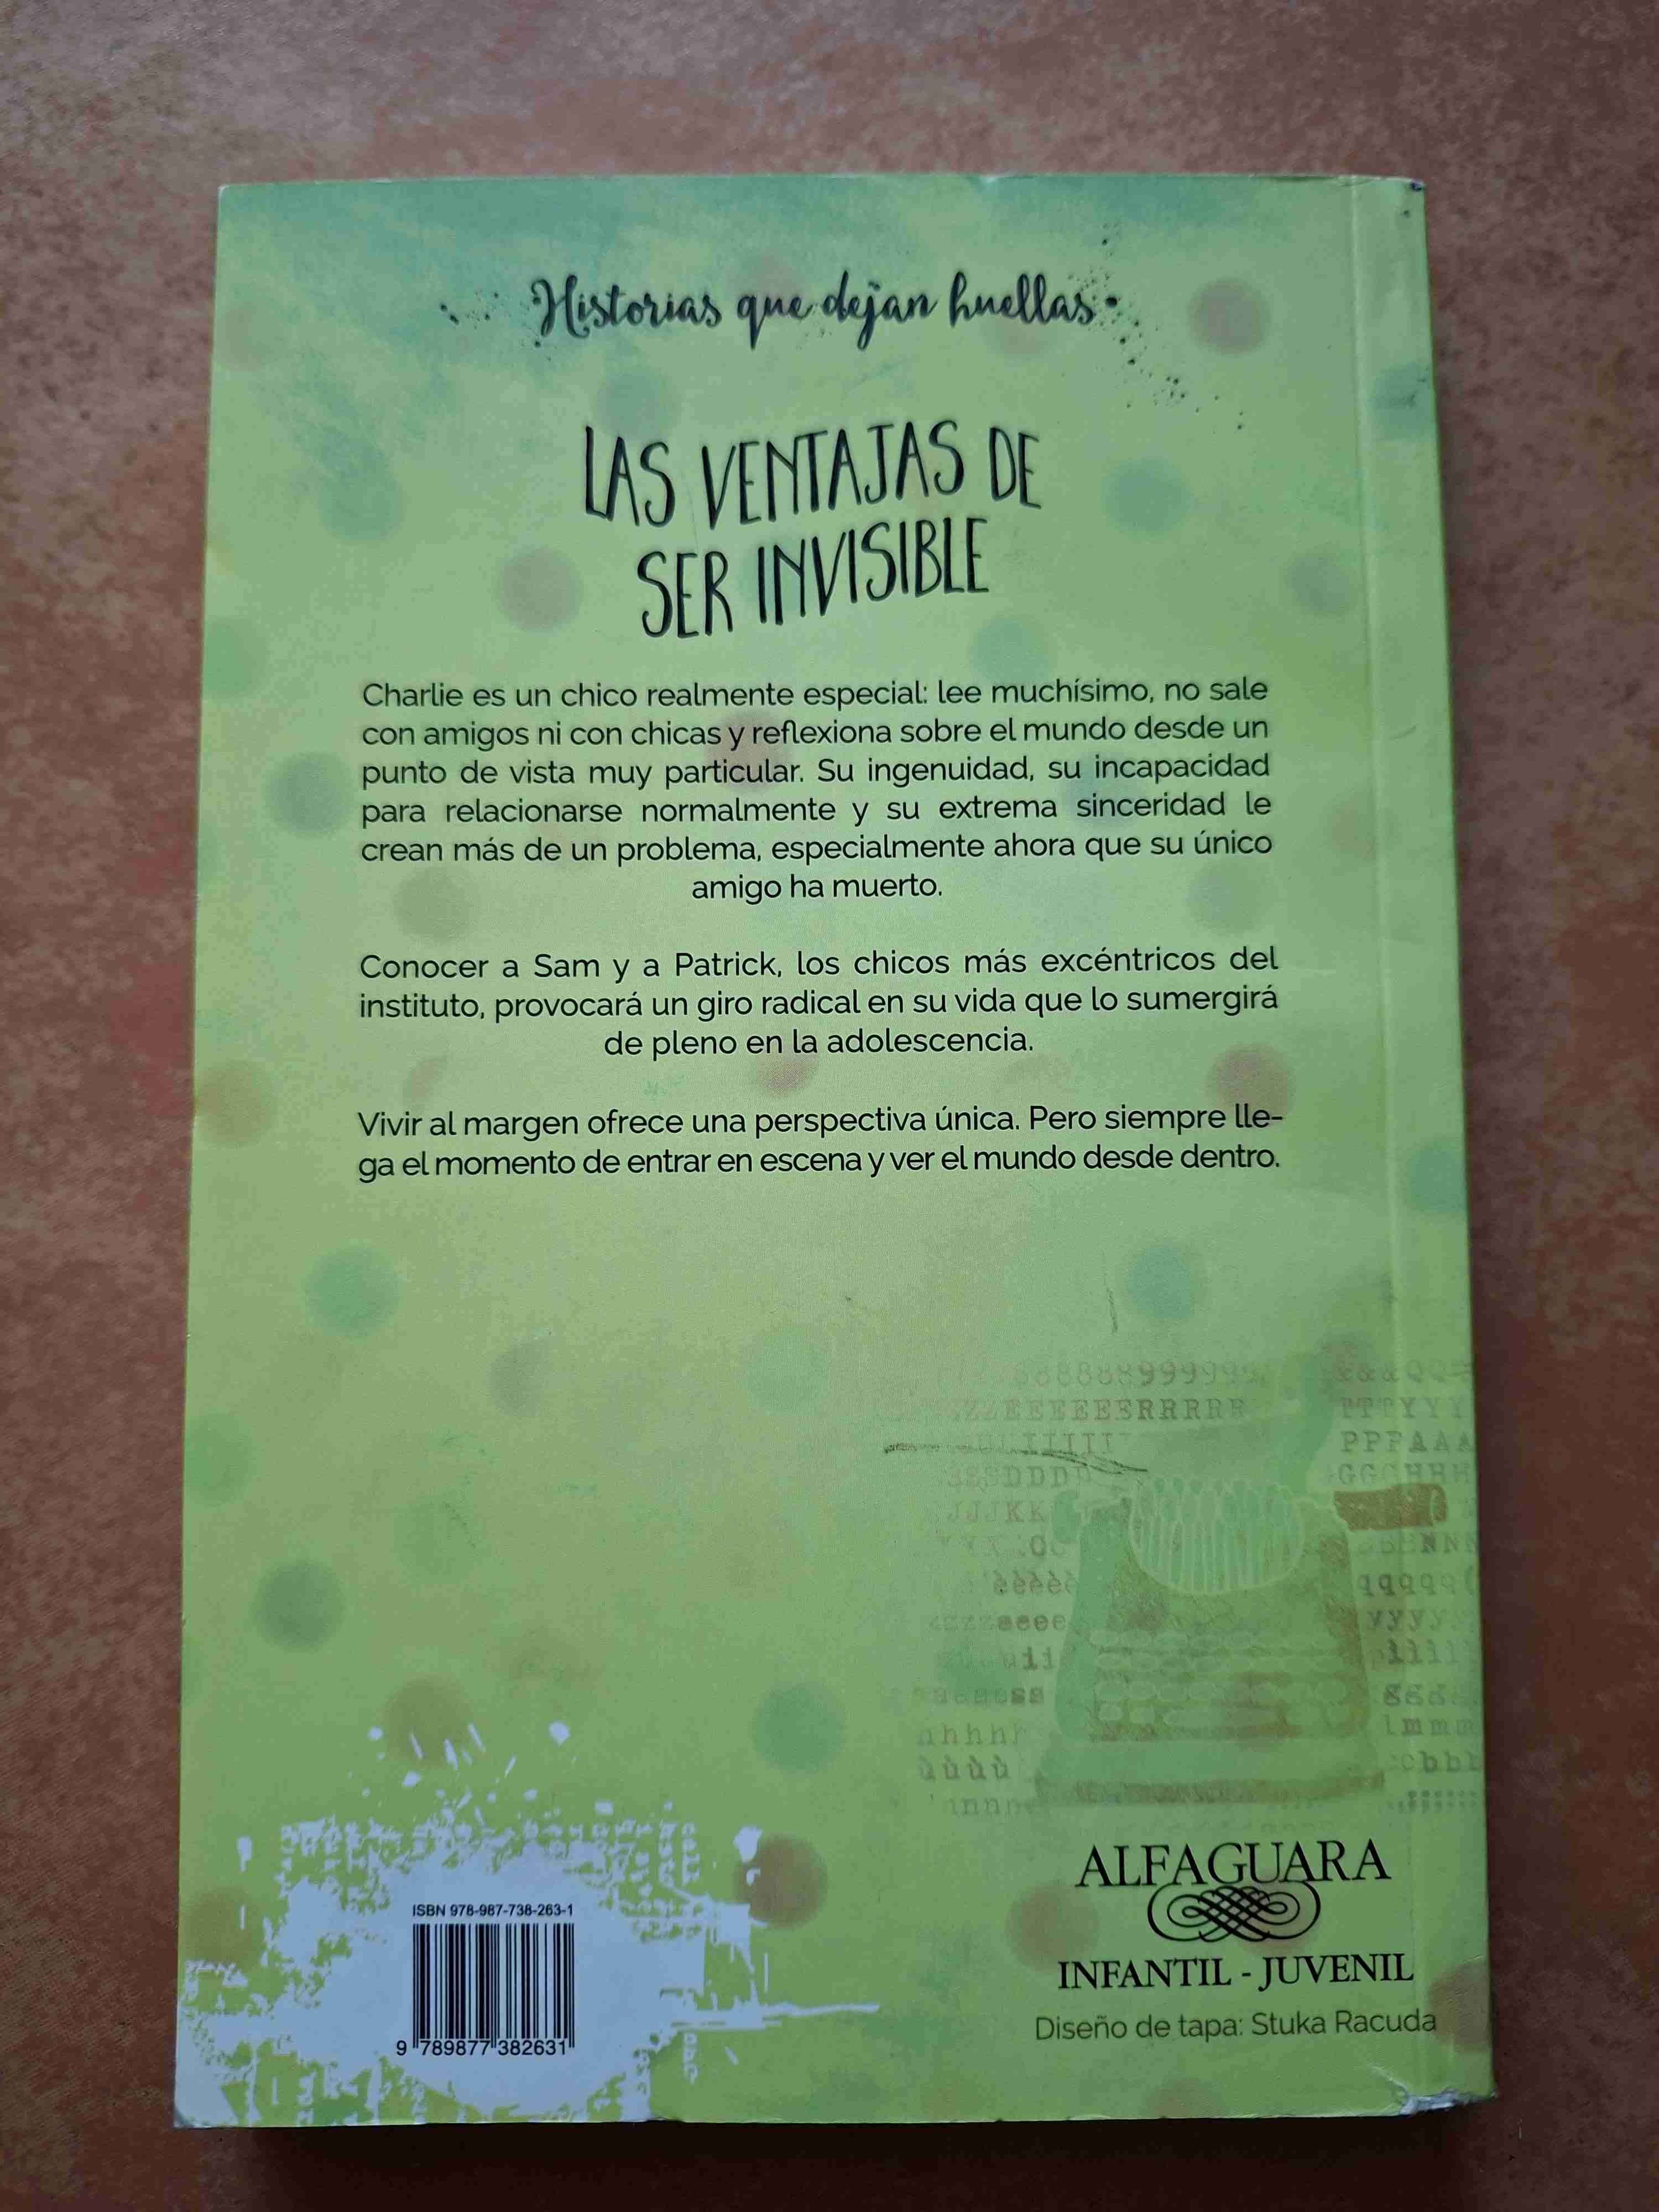 Historias que dejan huellas
LAS VENTAJAS DE
SER INVISIBLE
Charlie es un chico realmente especial: lee muchísimo, no sale
con amigos ni con chicas y reflexiona sobre el mundo desde un
punto de vista muy particular. Su ingenuidad, su incapacidad
para relacionarse normalmente y su extrema sinceridad le
crean más de un problema, especialmente ahora que su único
amigo ha muerto.
Conocer a Sam y a Patrick, los chicos más excéntricos del
instituto, provocará un giro radical en su vida que lo sumergirá
de pleno en la adolescencia.
Vivir al margen ofrece una perspectiva única. Pero siempre lle-
ga el momento de entrar en escena y ver el mundo desde dentro.
ALFAGUARA
INFANTIL - JUVENIL
Diseño de tapa: Stuka Racuda
ISBN 978-987-738-263-1
9 789877 382631